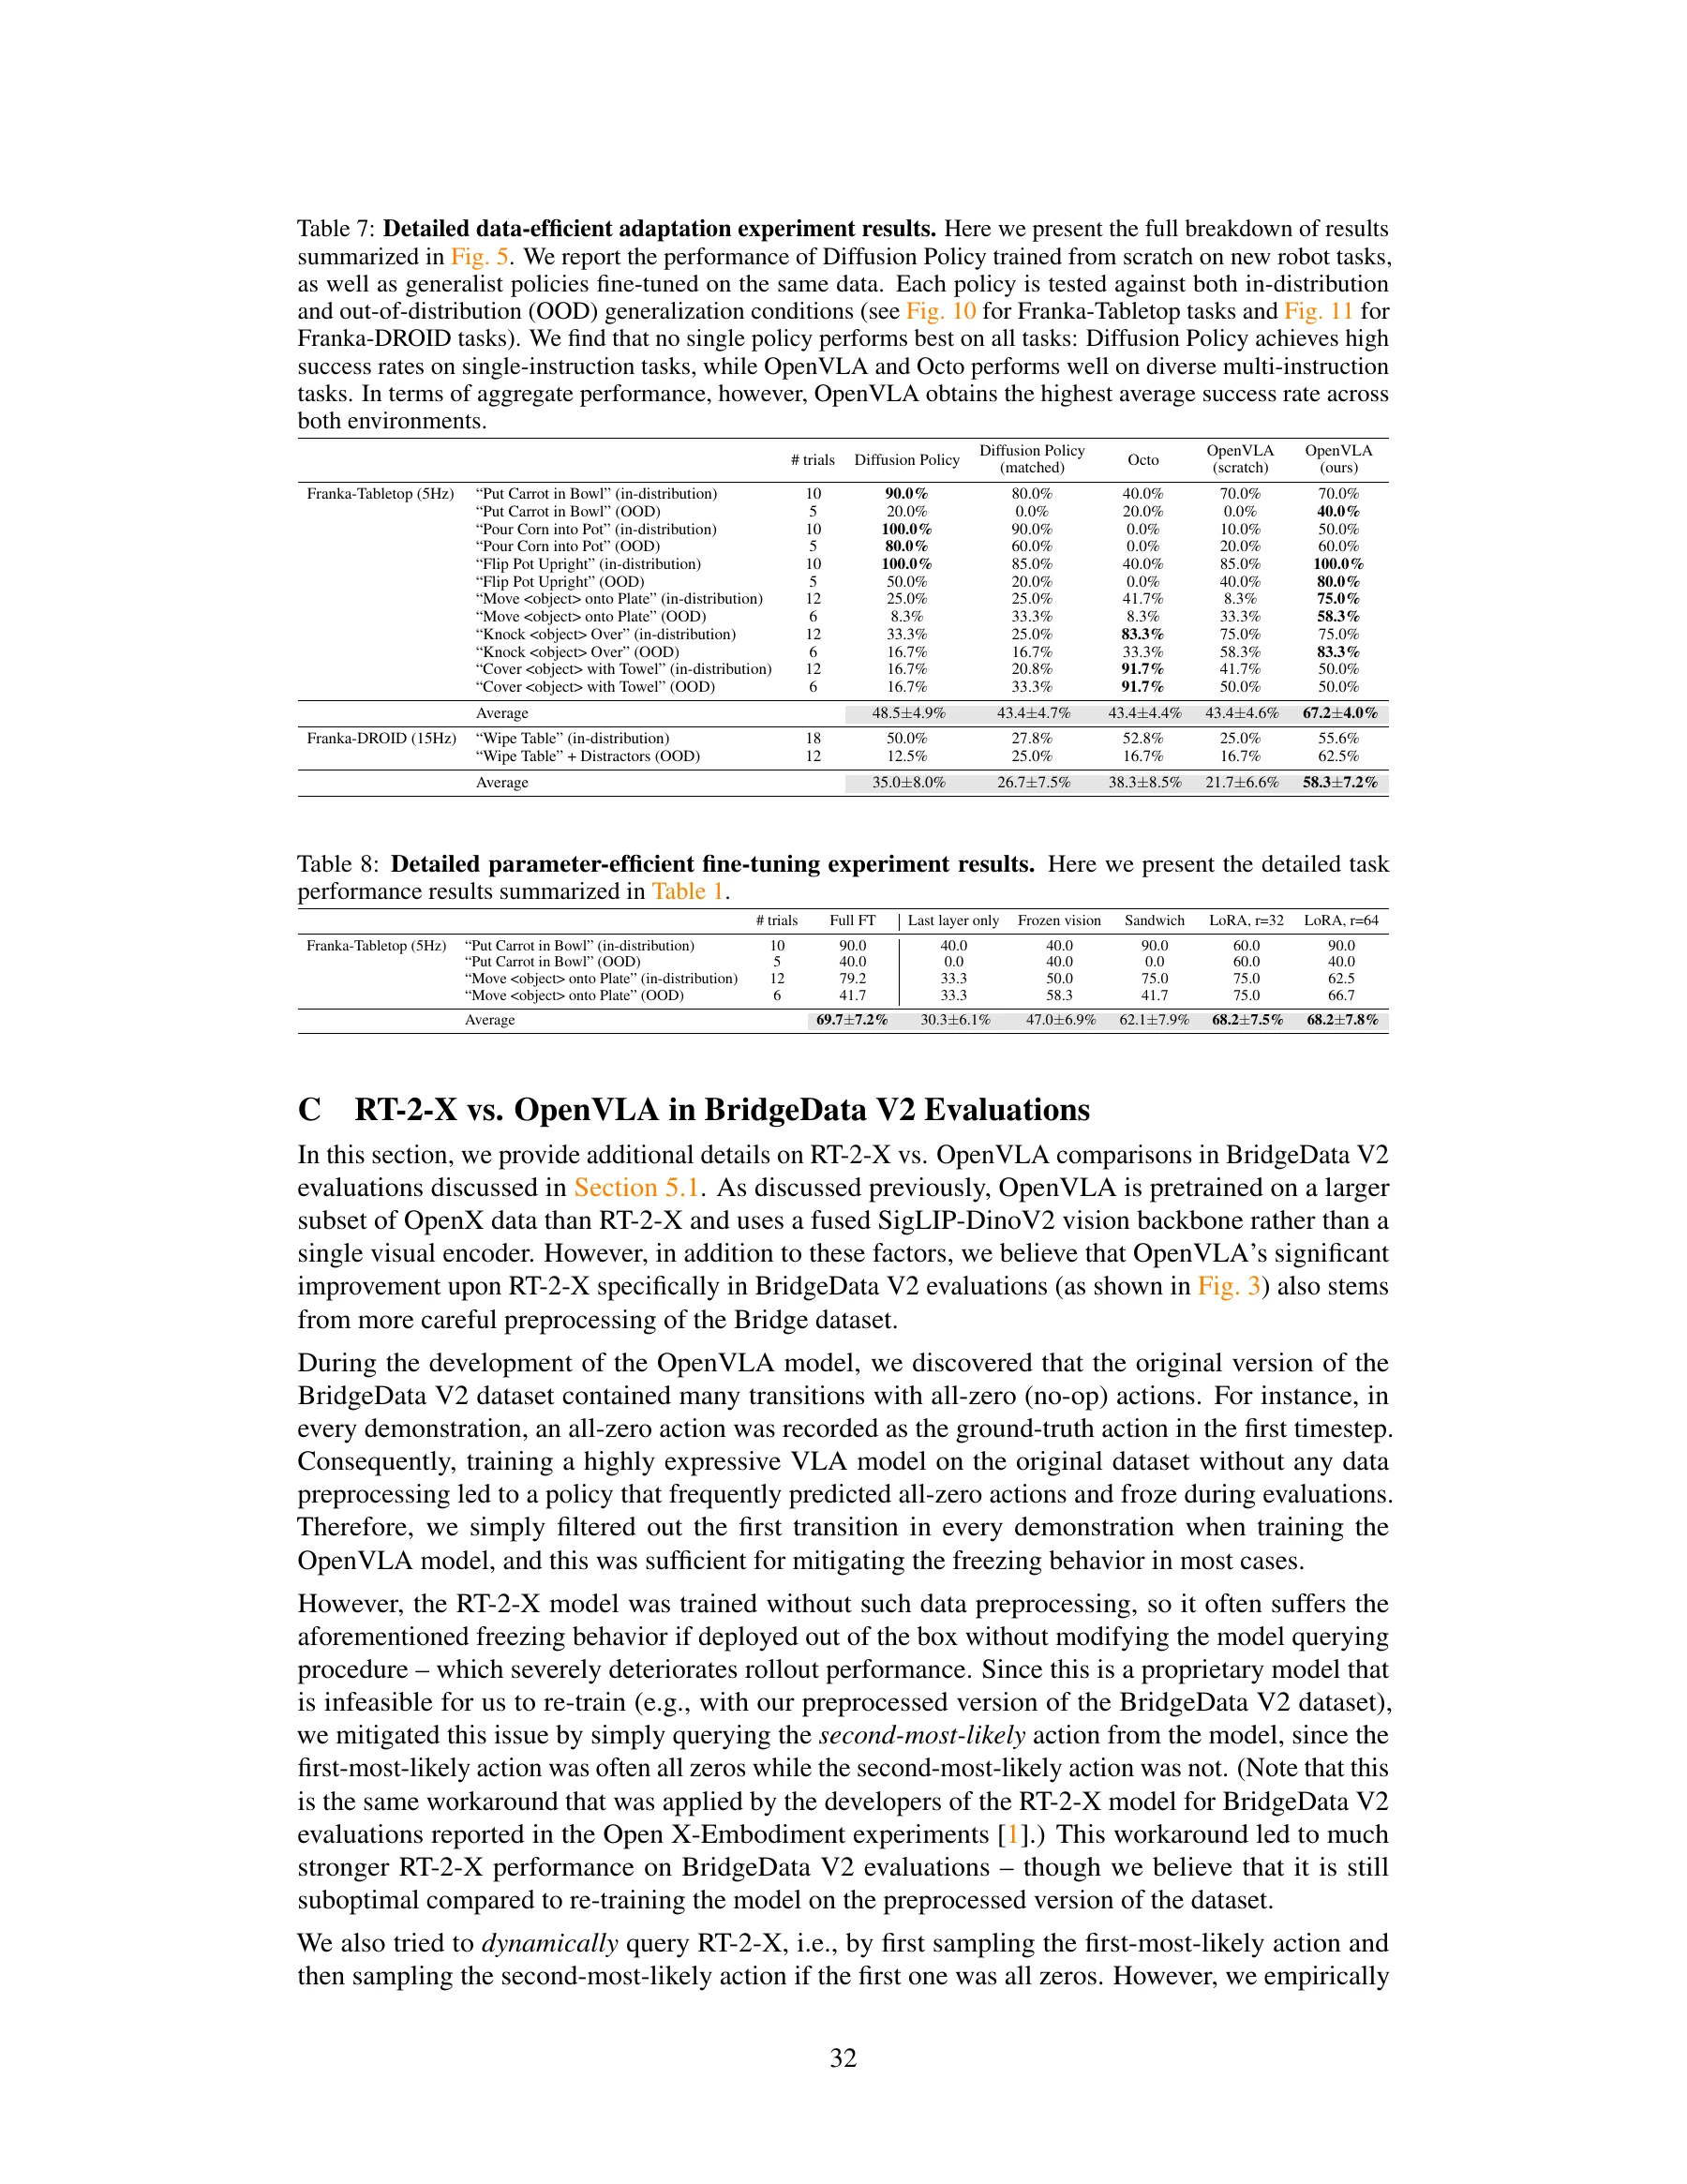 Table 7: Detailed data-efficient adaptation experiment results. Here we present the full breakdown of results
summarized in Fig. 5. We report the performance of Diffusion Policy trained from scratch on new robot tasks,
as well as generalist policies fine-tuned on the same data. Each policy is tested against both in-distribution
and out-of-distribution (OOD) generalization conditions (see Fig. 10 for Franka-Tabletop tasks and Fig. 11 for
Franka-DROID tasks). We find that no single policy performs best on all tasks: Diffusion Policy achieves high
success rates on single-instruction tasks, while OpenVLA and Octo performs well on diverse multi-instruction
tasks. In terms of aggregate performance, however, OpenVLA obtains the highest average success rate across
both environments.
# trials Diffusion Policy Diffusion Policy (matched) Octo OpenVLA (scratch) OpenVLA (ours)
Franka-Tabletop (5Hz) “Put Carrot in Bowl” (in-distribution) 10 90.0% 80.0% 40.0% 70.0% 70.0%
“Put Carrot in Bowl” (OOD) 5 20.0% 0.0% 20.0% 0.0% 40.0%
“Pour Corn into Pot” (in-distribution) 10 100.0% 90.0% 0.0% 10.0% 50.0%
“Pour Corn into Pot” (OOD) 5 80.0% 60.0% 0.0% 20.0% 60.0%
“Flip Pot Upright” (in-distribution) 10 100.0% 85.0% 40.0% 85.0% 100.0%
“Flip Pot Upright” (OOD) 5 50.0% 20.0% 0.0% 40.0% 80.0%
“Move <object> onto Plate” (in-distribution) 12 25.0% 25.0% 41.7% 8.3% 75.0%
“Move <object> onto Plate” (OOD) 6 8.3% 33.3% 8.3% 33.3% 58.3%
“Knock <object> Over” (in-distribution) 12 33.3% 25.0% 83.3% 75.0% 75.0%
“Knock <object> Over” (OOD) 6 16.7% 16.7% 33.3% 58.3% 83.3%
“Cover <object> with Towel” (in-distribution) 12 16.7% 20.8% 91.7% 41.7% 50.0%
“Cover <object> with Towel” (OOD) 6 16.7% 33.3% 91.7% 50.0% 50.0%
Average 48.5±4.9% 43.4±4.7% 43.4±4.4% 43.4±4.6% 67.2±4.0%
Franka-DROID (15Hz) “Wipe Table” (in-distribution) 18 50.0% 27.8% 52.8% 25.0% 55.6%
“Wipe Table” + Distractors (OOD) 12 12.5% 25.0% 16.7% 16.7% 62.5%
Average 35.0±8.0% 26.7±7.5% 38.3±8.5% 21.7±6.6% 58.3±7.2%
Table 8: Detailed parameter-efficient fine-tuning experiment results. Here we present the detailed task
performance results summarized in Table 1.
# trials Full FT Last layer only Frozen vision Sandwich LoRA, r=32 LoRA, r=64
Franka-Tabletop (5Hz) “Put Carrot in Bowl” (in-distribution) 10 90.0 40.0 40.0 90.0 60.0 90.0
“Put Carrot in Bowl” (OOD) 5 40.0 0.0 40.0 0.0 60.0 40.0
“Move <object> onto Plate” (in-distribution) 12 79.2 33.3 50.0 75.0 75.0 62.5
“Move <object> onto Plate” (OOD) 6 41.7 33.3 58.3 41.7 75.0 66.7
Average 69.7±7.2% 30.3±6.1% 47.0±6.9% 62.1±7.9% 68.2±7.5% 68.2±7.8%
C RT-2-X vs. OpenVLA in BridgeData V2 Evaluations
In this section, we provide additional details on RT-2-X vs. OpenVLA comparisons in BridgeData V2
evaluations discussed in Section 5.1. As discussed previously, OpenVLA is pretrained on a larger
subset of OpenX data than RT-2-X and uses a fused SigLIP-DinoV2 vision backbone rather than a
single visual encoder. However, in addition to these factors, we believe that OpenVLA’s significant
improvement upon RT-2-X specifically in BridgeData V2 evaluations (as shown in Fig. 3) also stems
from more careful preprocessing of the Bridge dataset.
During the development of the OpenVLA model, we discovered that the original version of the
BridgeData V2 dataset contained many transitions with all-zero (no-op) actions. For instance, in
every demonstration, an all-zero action was recorded as the ground-truth action in the first timestep.
Consequently, training a highly expressive VLA model on the original dataset without any data
preprocessing led to a policy that frequently predicted all-zero actions and froze during evaluations.
Therefore, we simply filtered out the first transition in every demonstration when training the
OpenVLA model, and this was sufficient for mitigating the freezing behavior in most cases.
However, the RT-2-X model was trained without such data preprocessing, so it often suffers the
aforementioned freezing behavior if deployed out of the box without modifying the model querying
procedure – which severely deteriorates rollout performance. Since this is a proprietary model that
is infeasible for us to re-train (e.g., with our preprocessed version of the BridgeData V2 dataset),
we mitigated this issue by simply querying the second-most-likely action from the model, since the
first-most-likely action was often all zeros while the second-most-likely action was not. (Note that this
is the same workaround that was applied by the developers of the RT-2-X model for BridgeData V2
evaluations reported in the Open X-Embodiment experiments [1].) This workaround led to much
stronger RT-2-X performance on BridgeData V2 evaluations – though we believe that it is still
suboptimal compared to re-training the model on the preprocessed version of the dataset.
We also tried to dynamically query RT-2-X, i.e., by first sampling the first-most-likely action and
then sampling the second-most-likely action if the first one was all zeros. However, we empirically
32